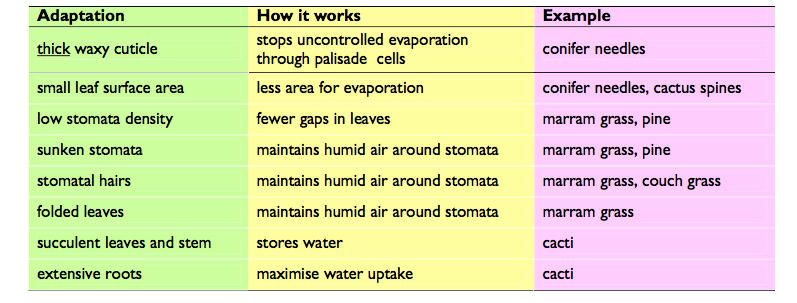 Adaptation How it works Example
thick waxy cuticle stops uncontrolled evaporation through palisade cells conifer needles
small leaf surface area less area for evaporation conifer needles, cactus spines
low stomata density fewer gaps in leaves marram grass, pine
sunken stomata maintains humid air around stomata marram grass, pine
stomatal hairs maintains humid air around stomata marram grass, couch grass
folded leaves maintains humid air around stomata marram grass
succulent leaves and stem stores water cacti
extensive roots maximise water uptake cacti